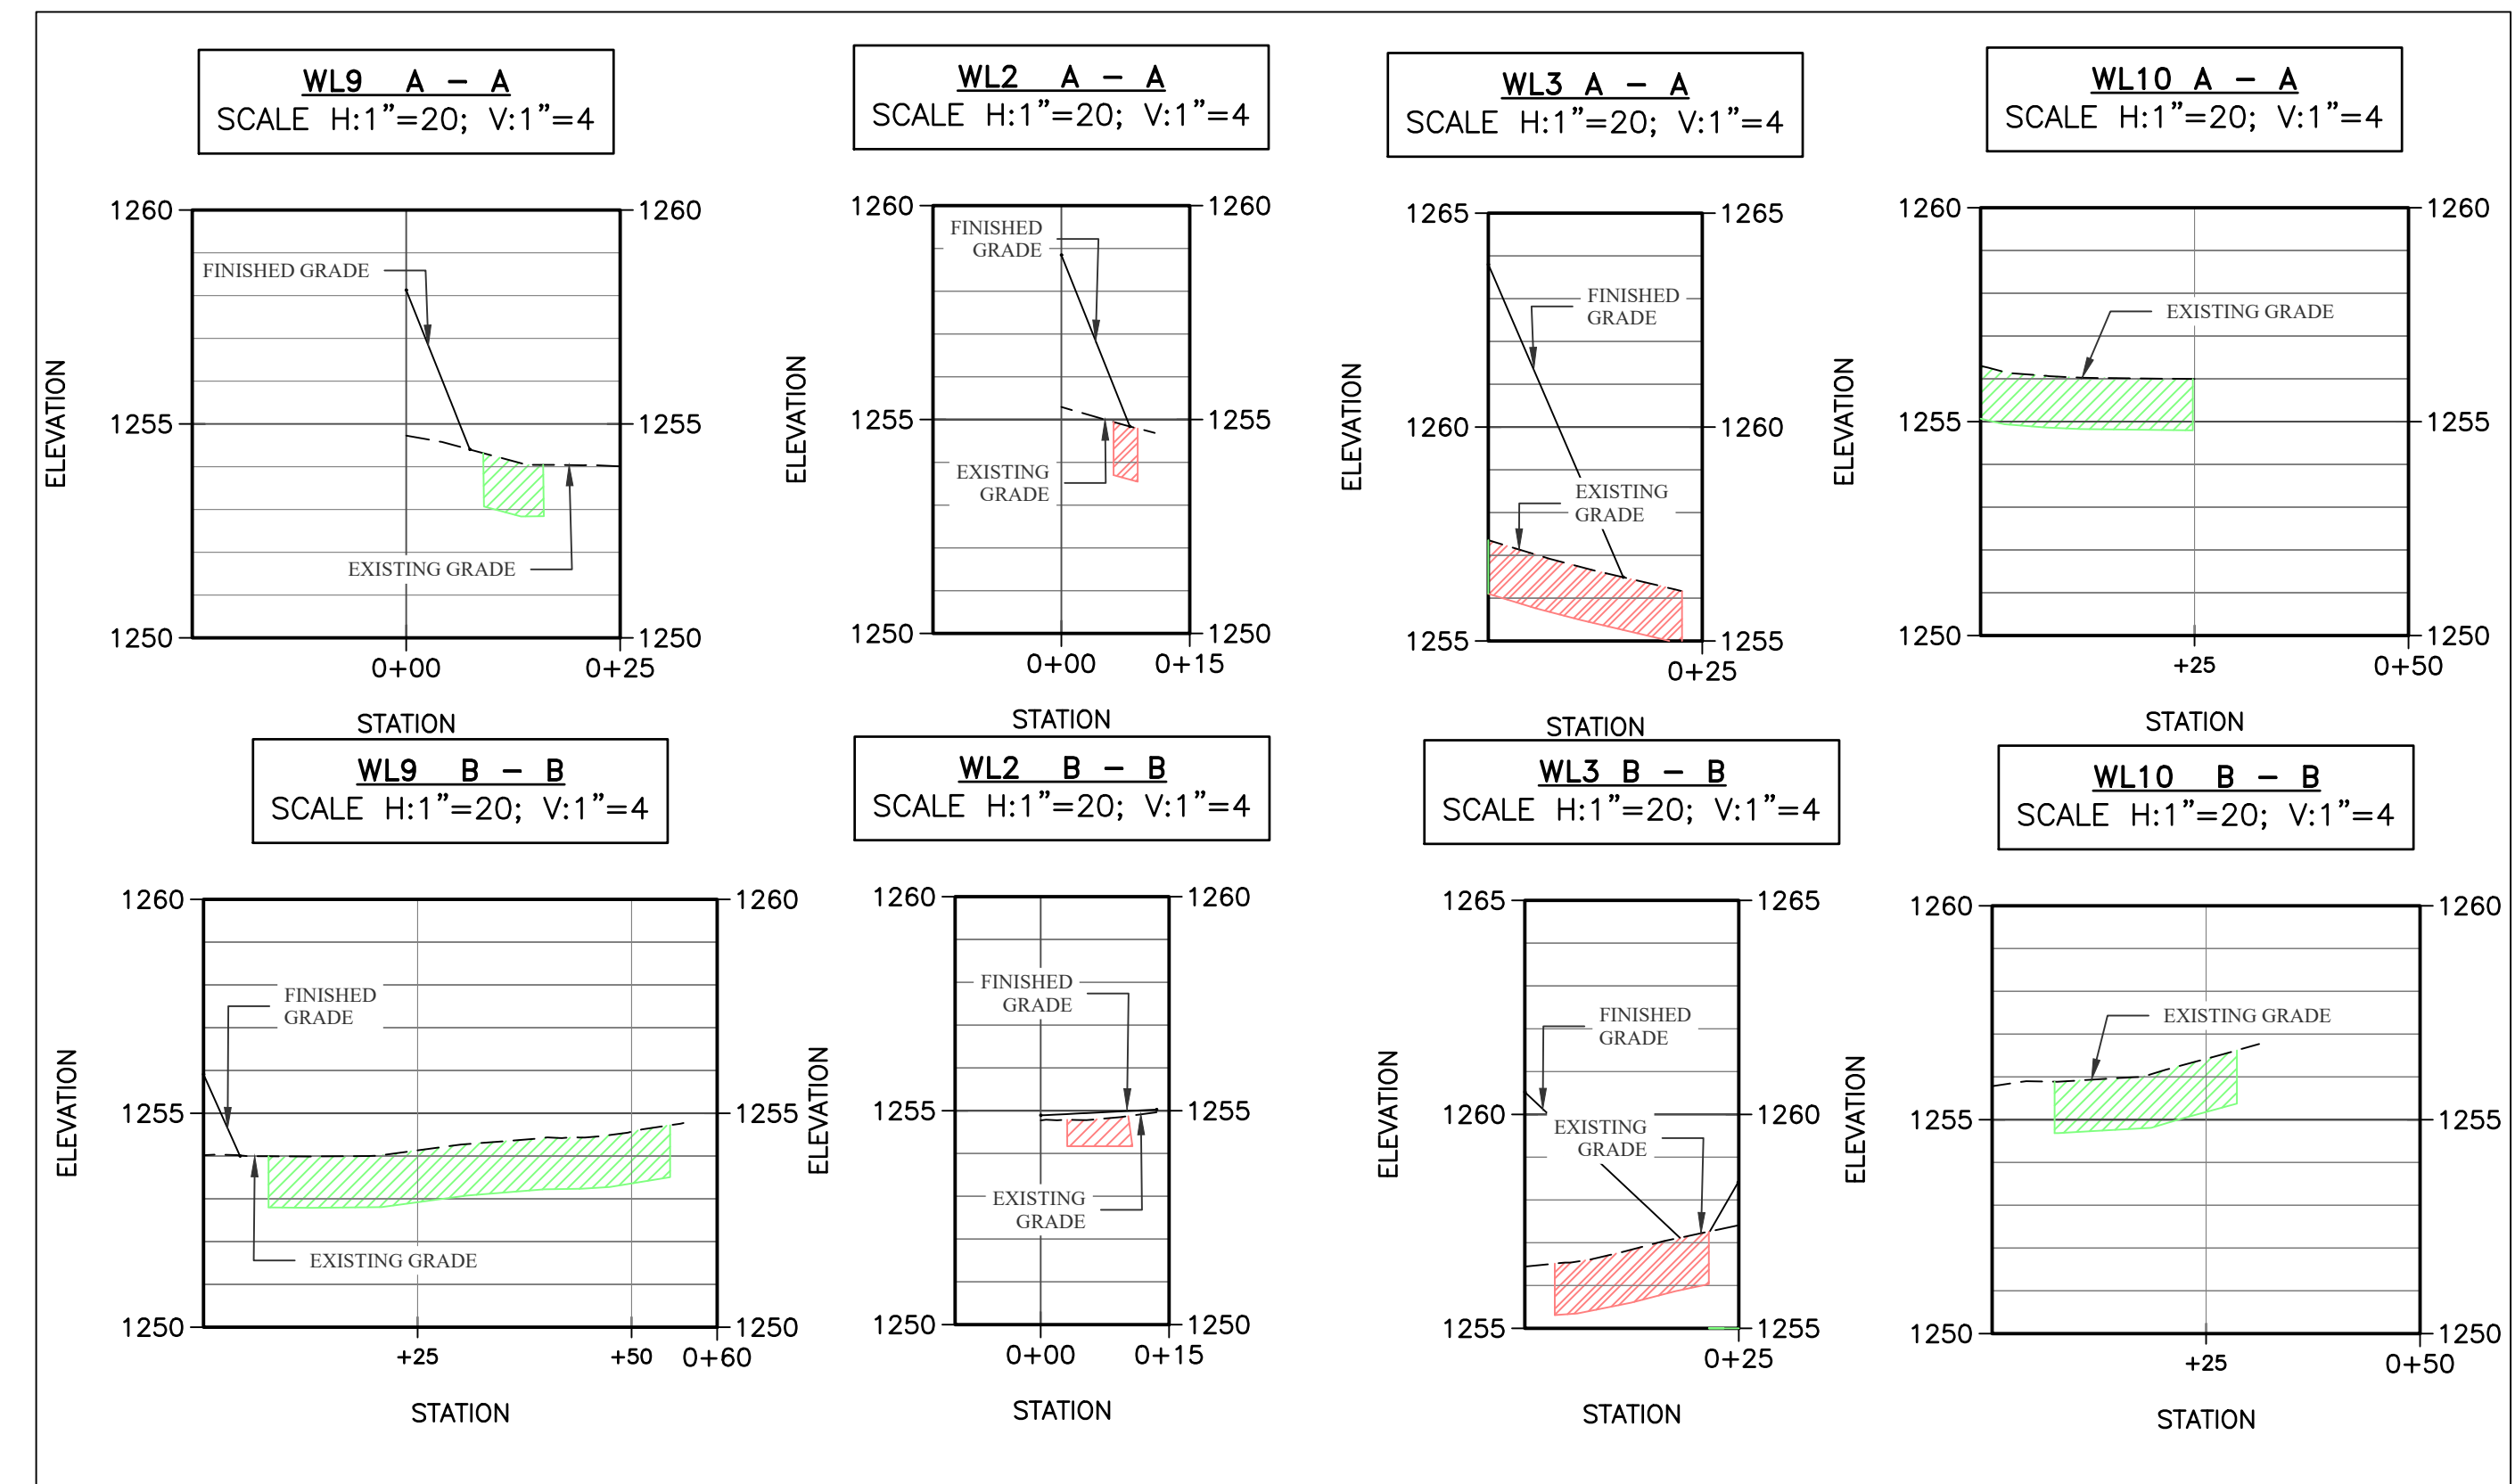 WL9 A - A
SCALE H:1"=20; V:1"=4
1260
1260
FINISHED GRADE
1255
1255
EXISTING GRADE
1250
1250
0+00
0+25
ELEVATION
STATION
WL2 A - A
SCALE H:1"=20; V:1"=4
1260
1260
FINISHED
GRADE
1255
1255
EXISTING
GRADE
1250
1250
0+00
0+15
ELEVATION
STATION
WL3 A - A
SCALE H:1"=20; V:1"=4
1265
1265
FINISHED
GRADE
1260
1260
EXISTING
GRADE
1255
1255
0+25
ELEVATION
STATION
WL10 A - A
SCALE H:1"=20; V:1"=4
1260
1260
EXISTING GRADE
1255
1255
1250
1250
+25
0+50
ELEVATION
STATION
WL9 B - B
SCALE H:1"=20; V:1"=4
1260
1260
FINISHED
GRADE
1255
1255
EXISTING GRADE
1250
1250
+25
+50
0+60
ELEVATION
STATION
WL2 B - B
SCALE H:1"=20; V:1"=4
1260
1260
FINISHED
GRADE
1255
1255
EXISTING
GRADE
1250
1250
0+00
0+15
ELEVATION
STATION
WL3 B - B
SCALE H:1"=20; V:1"=4
1265
1265
FINISHED
GRADE
1260
1260
EXISTING
GRADE
1255
1255
0+25
ELEVATION
STATION
WL10 B - B
SCALE H:1"=20; V:1"=4
1260
1260
EXISTING GRADE
1255
1255
1250
1250
+25
0+50
ELEVATION
STATION